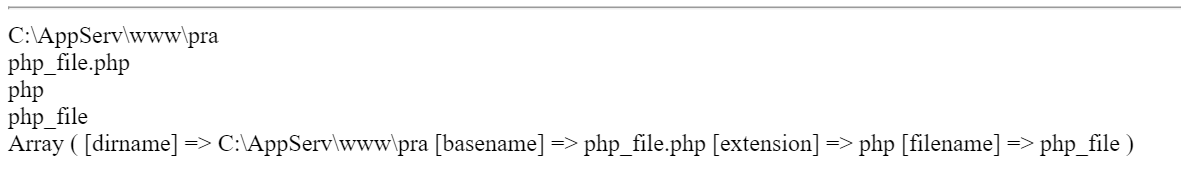 C:\AppServ\www\pra
php_file.php
php
php_file
Array ( [dirname] => C:\AppServ\www\pra [basename] => php_file.php [extension] => php [filename] => php_file )